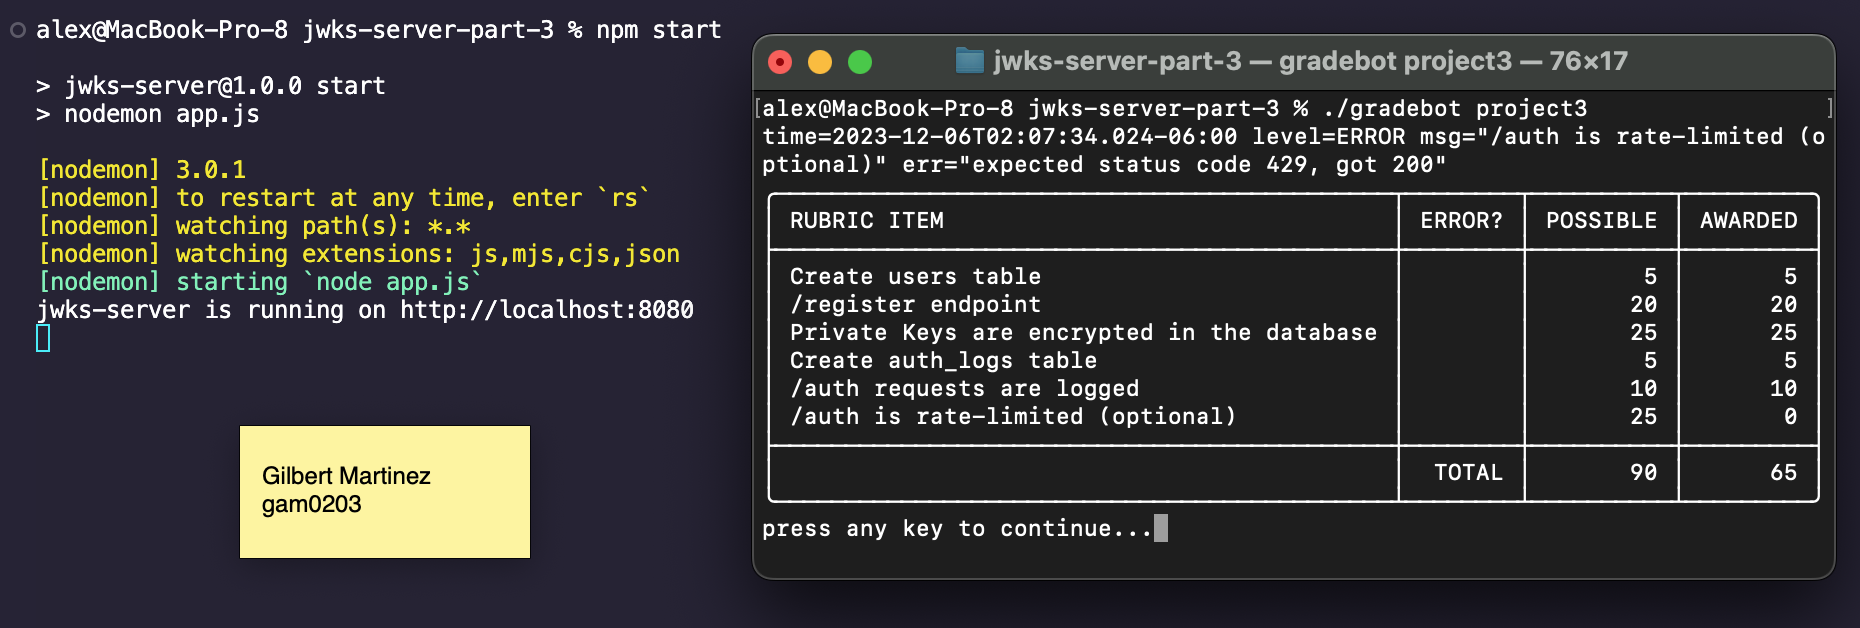 alex@MacBook-Pro-8 jwks-server-part-3 % npm start
> jwks-server@1.0.0 start
> nodemon app.js
[nodemon] 3.0.1
[nodemon] to restart at any time, enter `rs`
[nodemon] watching path(s): *.*
[nodemon] watching extensions: js,mjs,cjs,json
[nodemon] starting `node app.js`
jwks-server is running on http://localhost:8080
Gilbert Martinez
gam0203
jwks-server-part-3 — gradebot project3 — 76×17
[alex@MacBook-Pro-8 jwks-server-part-3 % ./gradebot project3 ]
time=2023-12-06T02:07:34.024-06:00 level=ERROR msg="/auth is rate-limited (o
ptional)" err="expected status code 429, got 200"
RUBRIC ITEM ERROR? POSSIBLE AWARDED
Create users table 5 5
/register endpoint 20 20
Private Keys are encrypted in the database 25 25
Create auth_logs table 5 5
/auth requests are logged 10 10
/auth is rate-limited (optional) 25 0
TOTAL 90 65
press any key to continue...